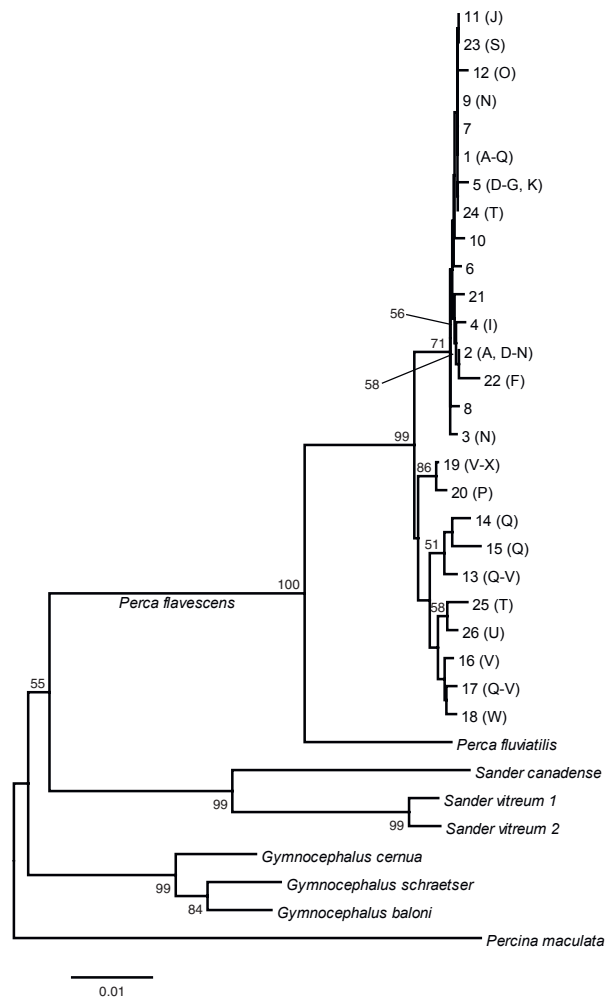 11 (J)
23 (S)
12 (O)
9 (N)
7
1 (A-Q)
5 (D-G, K)
24 (T)
10
6
21
56
4 (I)
71
2 (A, D-N)
58
22 (F)
8
3 (N)
99
86
19 (V-X)
20 (P)
14 (Q)
51
15 (Q)
13 (Q-V)
100
Perca flavescens
58
25 (T)
26 (U)
16 (V)
55
17 (Q-V)
18 (W)
Perca fluviatilis
Sander canadense
99
Sander vitreum 1
99
Sander vitreum 2
Gymnocephalus cernua
99
Gymnocephalus schraetser
84
Gymnocephalus baloni
Percina maculata
0.01